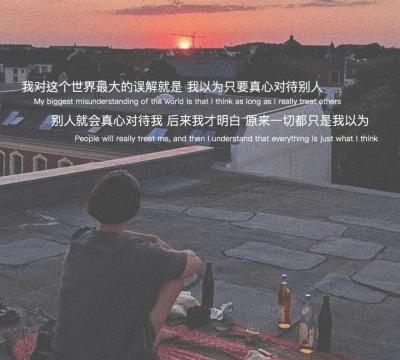 我对这个世界最大的误解就是 我以为只要真心对待别人
My biggest misunderstanding of the world is that I think as long as I really treat others
别人就会真心对待我 后来我才明白 原来一切都只是我以为
People will really treat me, and then I understand that everything is just what I think